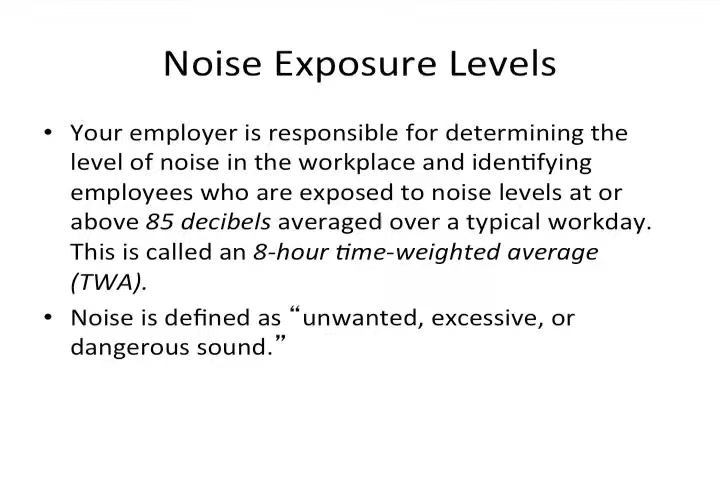 Noise Exposure Levels
• Your employer is responsible for determining the
level of noise in the workplace and identifying
employees who are exposed to noise levels at or
above 85 decibels averaged over a typical workday.
This is called an 8-hour time-weighted average
(TWA).
• Noise is defined as “unwanted, excessive, or
dangerous sound.”